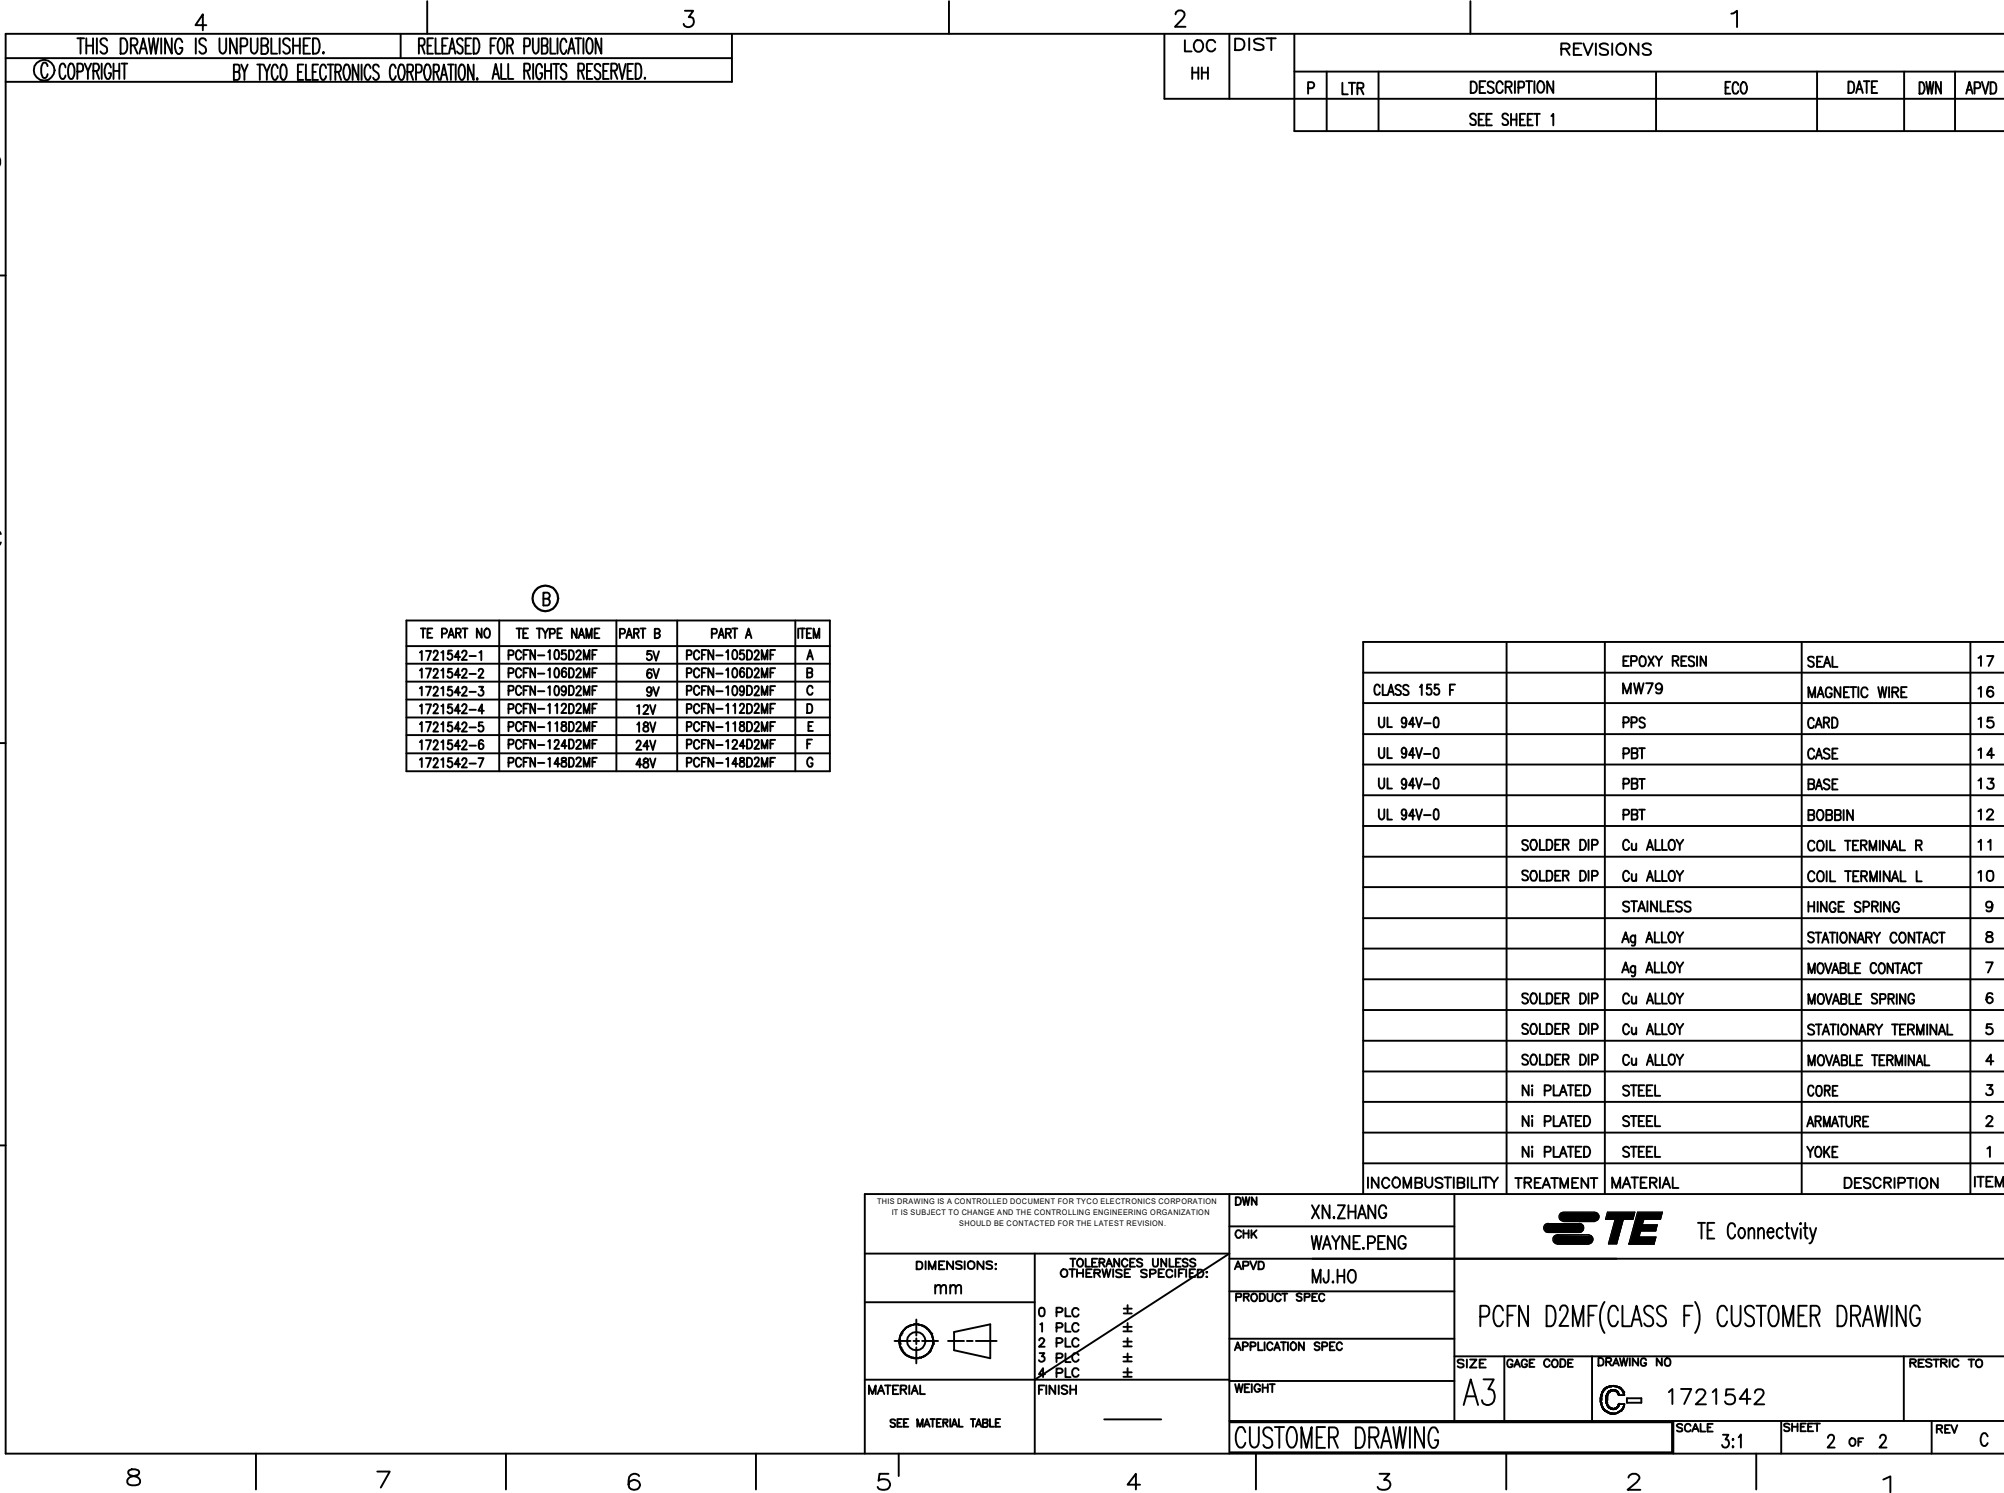 4 3 2 1
THIS DRAWING IS UNPUBLISHED. RELEASED FOR PUBLICATION
© COPYRIGHT BY TYCO ELECTRONICS CORPORATION. ALL RIGHTS RESERVED.
LOC DIST REVISIONS
HH
P LTR DESCRIPTION ECO DATE DWN APVD
SEE SHEET 1
B
TE PART NO TE TYPE NAME PART B PART A ITEM
1721542-1 PCFN-105D2MF 5V PCFN-105D2MF A
1721542-2 PCFN-106D2MF 6V PCFN-106D2MF B
1721542-3 PCFN-109D2MF 9V PCFN-109D2MF C
1721542-4 PCFN-112D2MF 12V PCFN-112D2MF D
1721542-5 PCFN-118D2MF 18V PCFN-118D2MF E
1721542-6 PCFN-124D2MF 24V PCFN-124D2MF F
1721542-7 PCFN-148D2MF 48V PCFN-148D2MF G
EPOXY RESIN SEAL 17
CLASS 155 F MW79 MAGNETIC WIRE 16
UL 94V-0 PPS CARD 15
UL 94V-0 PBT CASE 14
UL 94V-0 PBT BASE 13
UL 94V-0 PBT BOBBIN 12
SOLDER DIP Cu ALLOY COIL TERMINAL R 11
SOLDER DIP Cu ALLOY COIL TERMINAL L 10
STAINLESS HINGE SPRING 9
Ag ALLOY STATIONARY CONTACT 8
Ag ALLOY MOVABLE CONTACT 7
SOLDER DIP Cu ALLOY MOVABLE SPRING 6
SOLDER DIP Cu ALLOY STATIONARY TERMINAL 5
SOLDER DIP Cu ALLOY MOVABLE TERMINAL 4
Ni PLATED STEEL CORE 3
Ni PLATED STEEL ARMATURE 2
Ni PLATED STEEL YOKE 1
INCOMBUSTIBILITY TREATMENT MATERIAL DESCRIPTION ITEM
THIS DRAWING IS A CONTROLLED DOCUMENT FOR TYCO ELECTRONICS CORPORATION
IT IS SUBJECT TO CHANGE AND THE CONTROLLING ENGINEERING ORGANIZATION
SHOULD BE CONTACTED FOR THE LATEST REVISION.
DIMENSIONS:
mm
TOLERANCES UNLESS
OTHERWISE SPECIFIED:
0 PLC ±
1 PLC ±
2 PLC ±
3 PLC ±
4 PLC ±
MATERIAL
SEE MATERIAL TABLE
FINISH
DWN XN.ZHANG
CHK WAYNE.PENG
APVD MJ.HO
PRODUCT SPEC
APPLICATION SPEC
WEIGHT
TE TE Connectvity
PCFN D2MF(CLASS F) CUSTOMER DRAWING
SIZE GAGE CODE DRAWING NO RESTRIC TO
A3 C- 1721542
CUSTOMER DRAWING
SCALE 3:1 SHEET 2 OF 2 REV C
8 7 6 5 4 3 2 1